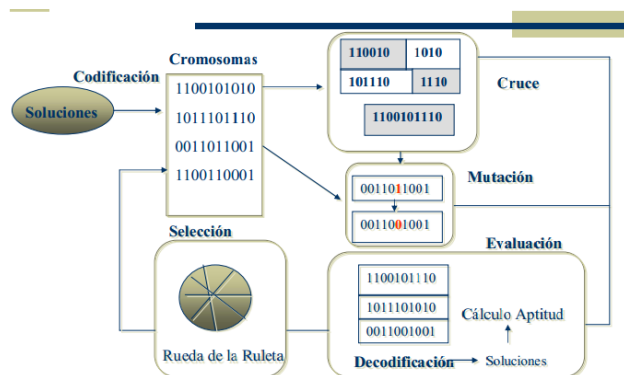 Codificación
Soluciones
Cromosomas
1100101010
1011101110
0011011001
1100110001
110010 1010
101110 1110
1100101110
Cruce
0011011001
0011001001
Mutación
Selección
Rueda de la Ruleta
Evaluación
1100101110
1011101010
0011001001
Cálculo Aptitud
Decodificación
Soluciones